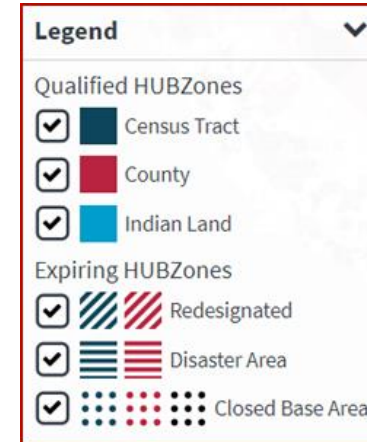 Legend
Qualified HUBZones
Census Tract
County
Indian Land
Expiring HUBZones
Redesignated
Disaster Area
Closed Base Area